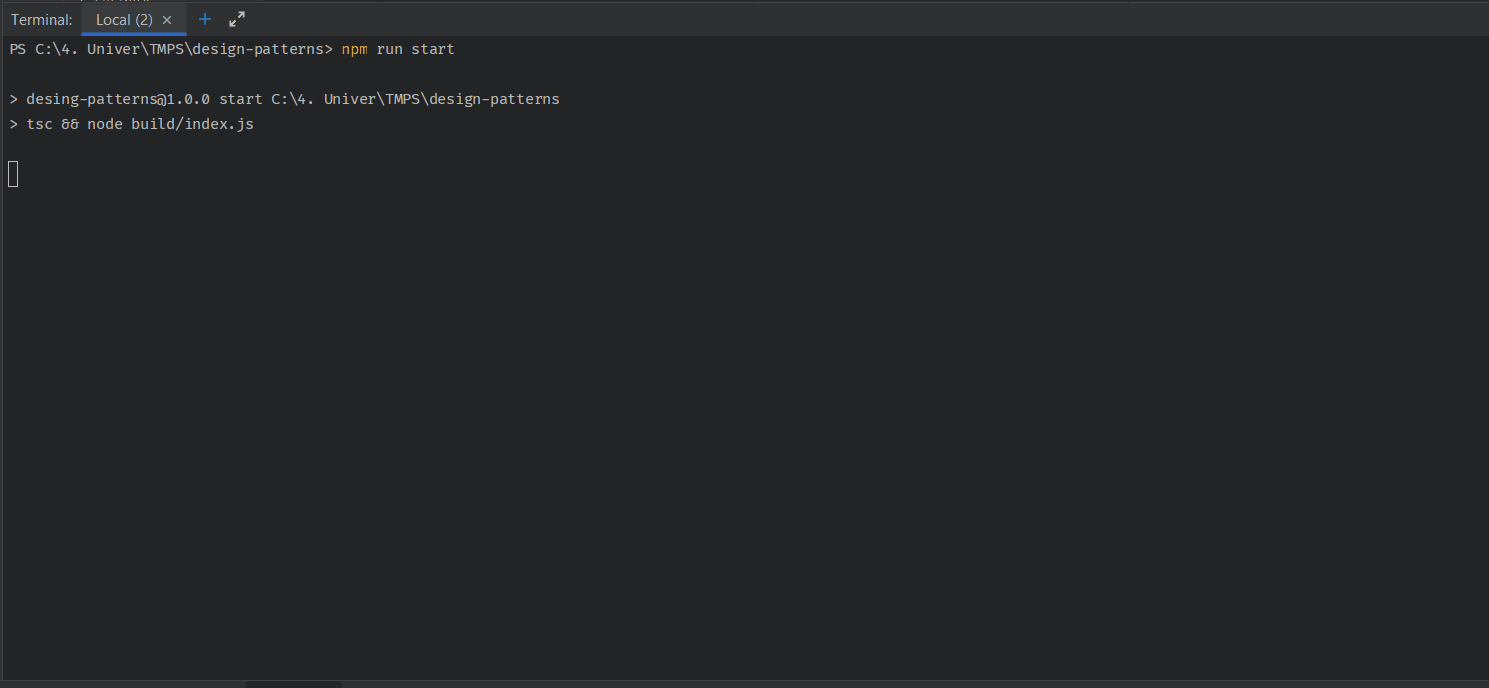 Terminal: Local (2) × +
PS C:\4. Univer\TMPS\design-patterns> npm run start
> desing-patterns@1.0.0 start C:\4. Univer\TMPS\design-patterns
> tsc && node build/index.js